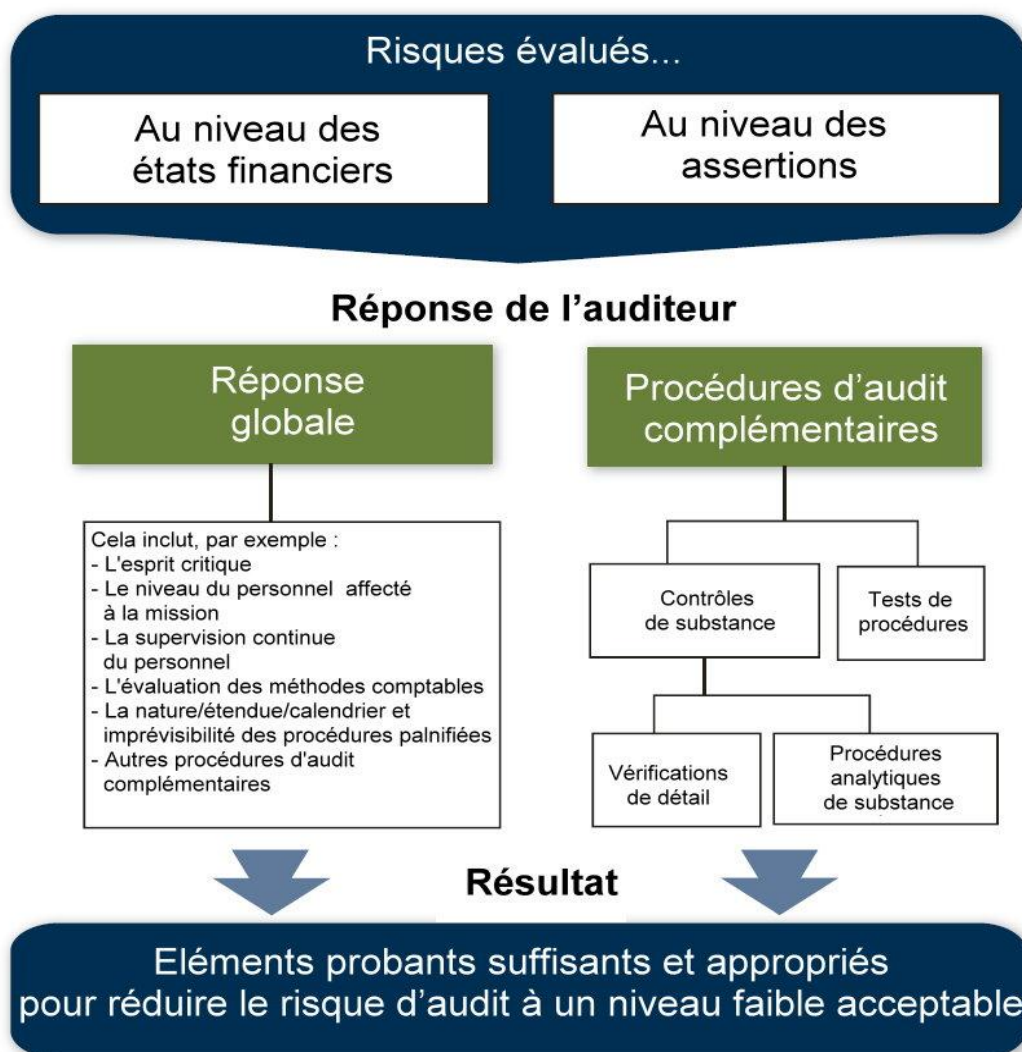 Risques évalués...
Au niveau des
états financiers
Au niveau des
assertions
Réponse de l’auditeur
Réponse
globale
Procédures d’audit
complémentaires
Cela inclut, par exemple :
- L'esprit critique
- Le niveau du personnel affecté
à la mission
- La supervision continue
du personnel
- L'évaluation des méthodes comptables
- La nature/étendue/calendrier et
imprévisibilité des procédures palnifiées
- Autres procédures d'audit
complémentaires
Contrôles
de substance
Tests de
procédures
Vérifications
de détail
Procédures
analytiques
de substance
Résultat
Eléments probants suffisants et appropriés
pour réduire le risque d’audit à un niveau faible acceptable